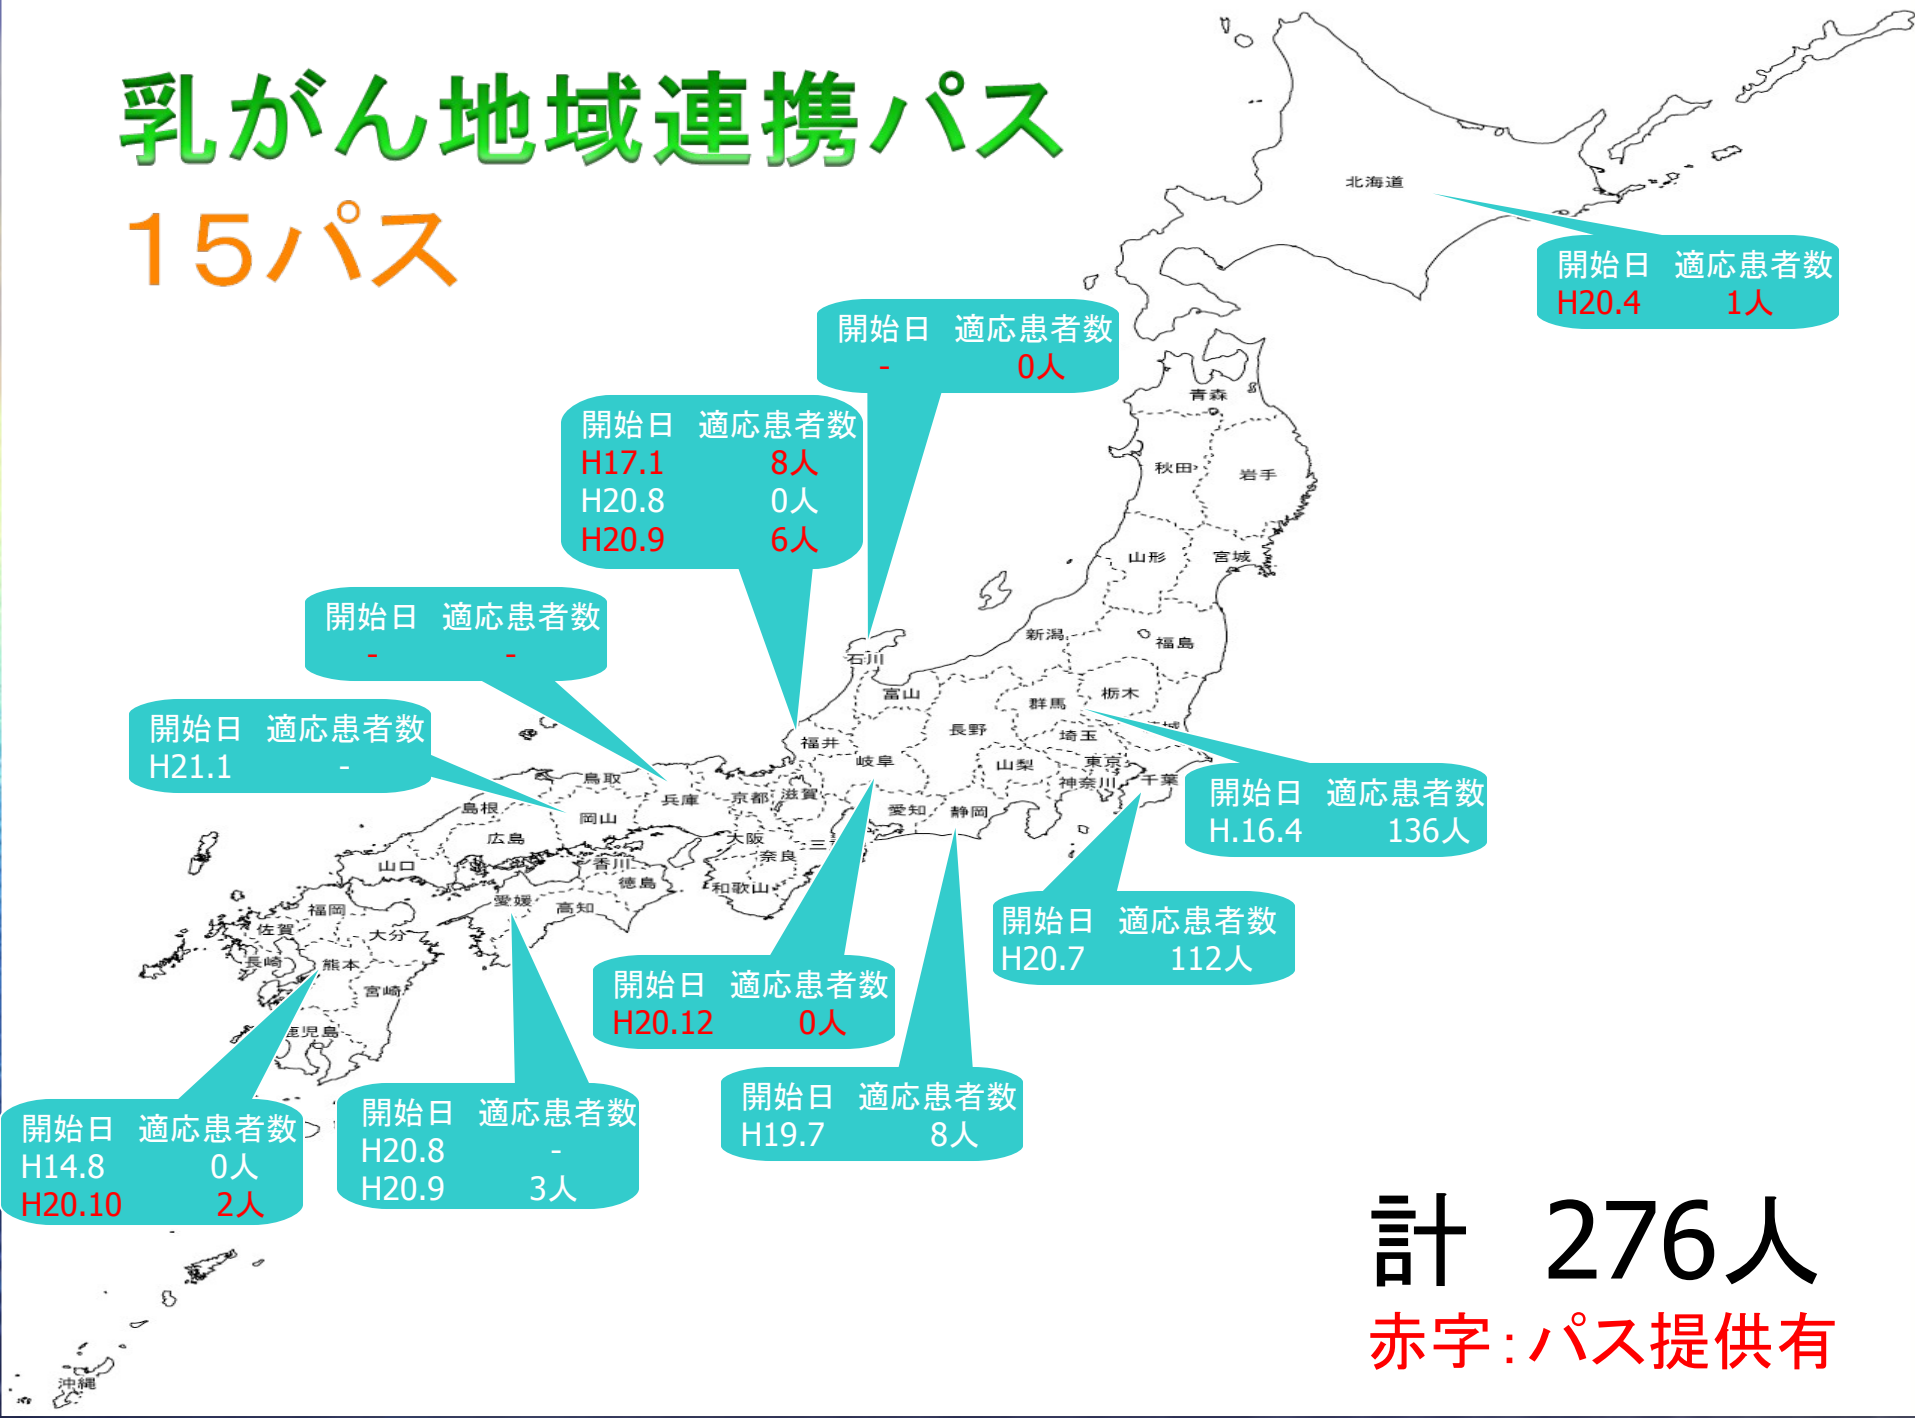 乳がん地域連携パス
15パス
北海道
開始日 適応患者数
H20.4 1人
開始日 適応患者数
- 0人
青森
開始日 適応患者数
H17.1 8人
H20.8 0人
H20.9 6人
秋田
岩手
山形
宮城
開始日 適応患者数
- -
新潟
福島
石川
富山
群馬
栃木
開始日 適応患者数
H21.1 -
福井
長野
埼玉
岐阜
山梨
東京
神奈川
千葉
鳥取
兵庫
京都
滋賀
開始日 適応患者数
H.16.4 136人
島根
岡山
愛知
静岡
広島
大阪
奈良
山口
香川
徳島
和歌山
愛媛
高知
福岡
佐賀
大分
長崎
熊本
宮崎
鹿児島
開始日 適応患者数
H20.7 112人
開始日 適応患者数
H20.12 0人
開始日 適応患者数
H19.7 8人
開始日 適応患者数
H20.8 -
H20.9 3人
開始日 適応患者数
H14.8 0人
H20.10 2人
沖縄
計 276人
赤字：パス提供有